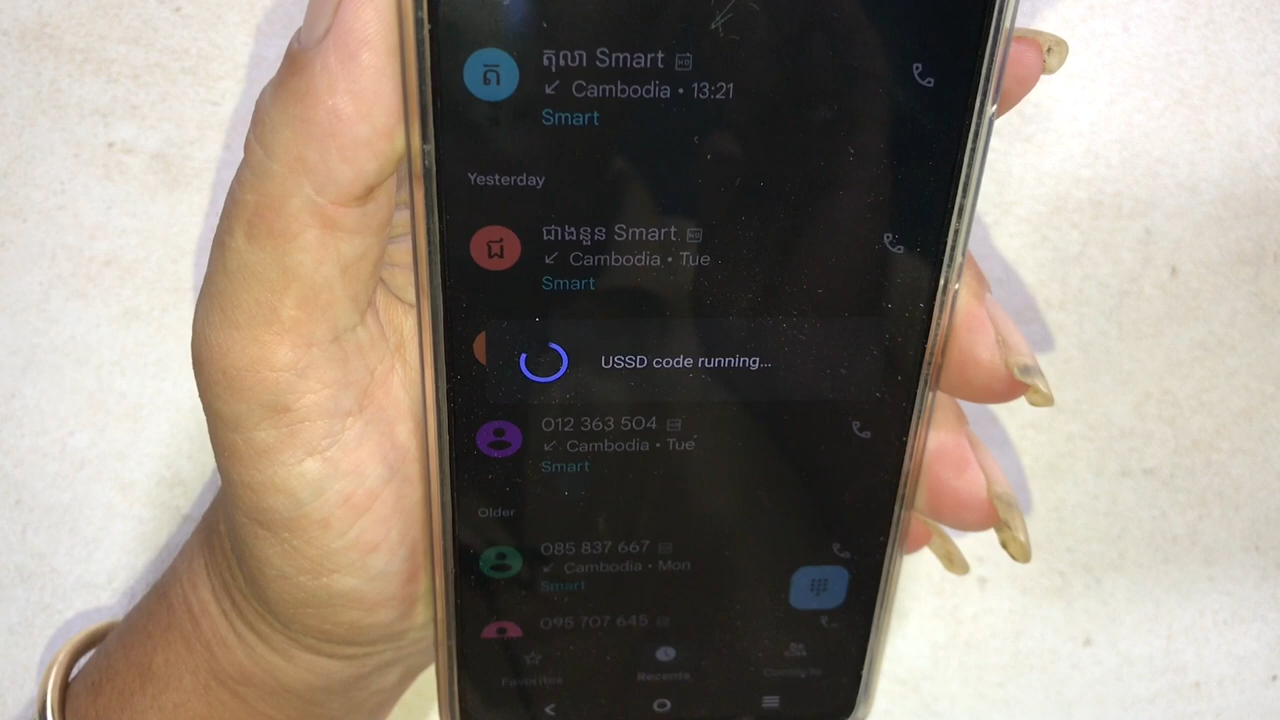 ត
តុលា Smart HD
Cambodia • 13:21
Smart
Yesterday
ជ
ជាងនួន Smart HD
Cambodia • Tue
Smart
USSD code running...
012 363 504
Cambodia • Tue
Smart
Older
085 837 667
Cambodia • Mon
Smart
095 707 645
Favorites
Recents
Contacts